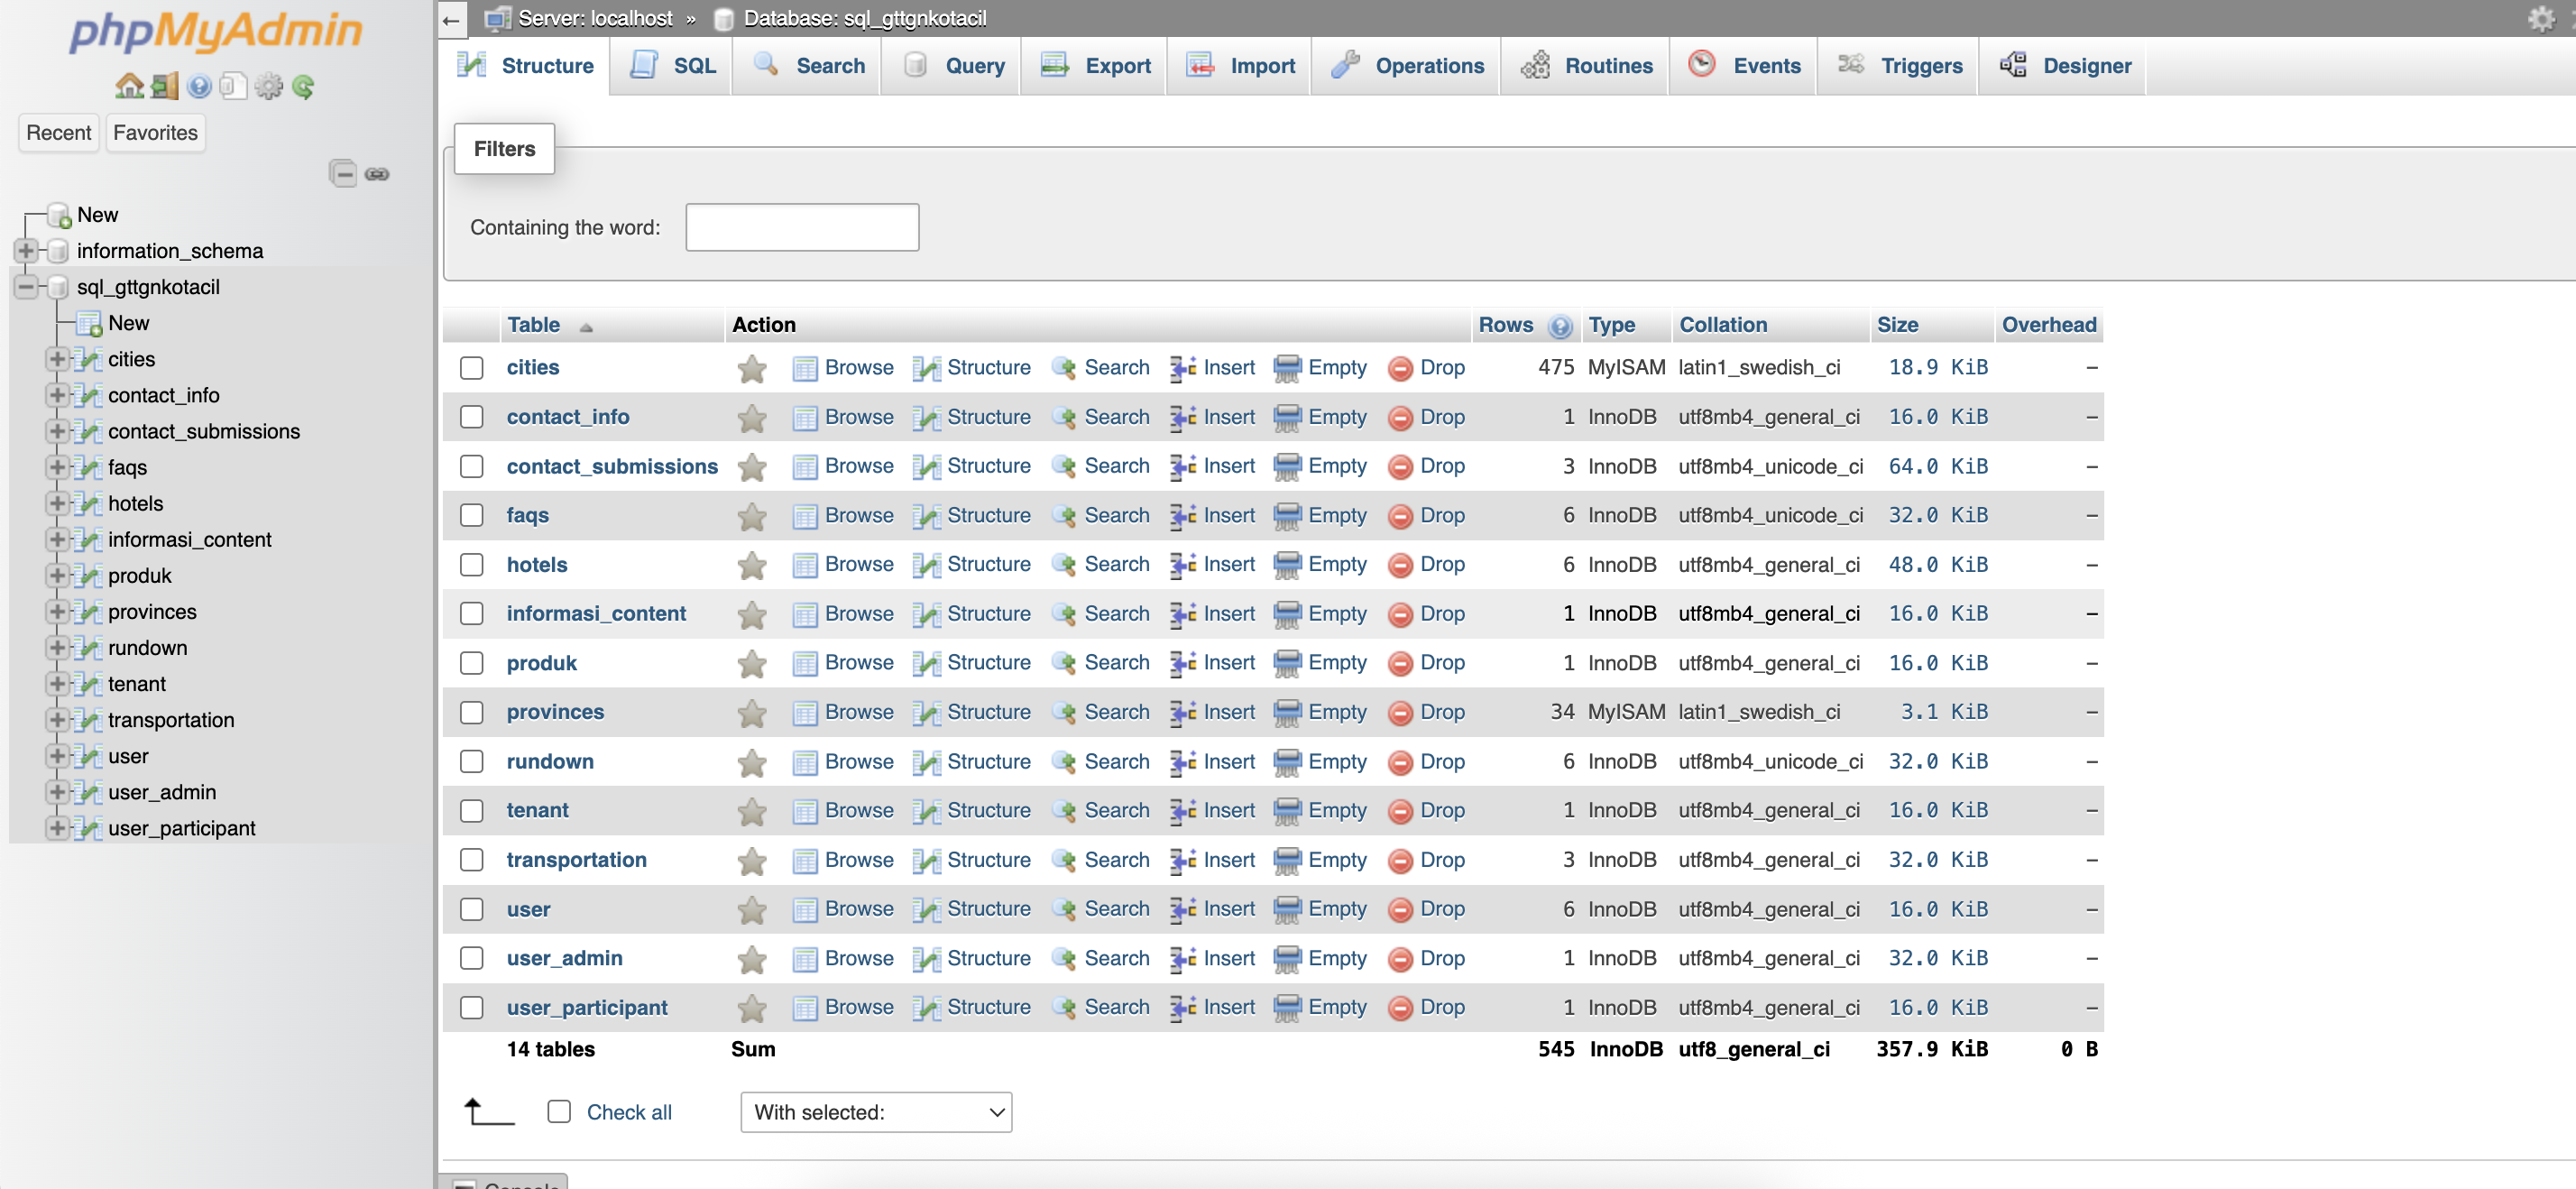 phpMyAdmin
Recent Favorites
New
information_schema
sql_gttgnkotacil
New
cities
contact_info
contact_submissions
faqs
hotels
informasi_content
produk
provinces
rundown
tenant
transportation
user
user_admin
user_participant
← Server: localhost » Database: sql_gttgnkotacil
Structure SQL Search Query Export Import Operations Routines Events Triggers Designer
Filters
Containing the word:
Table Action Rows Type Collation Size Overhead
cities Browse Structure Search Insert Empty Drop 475 MyISAM latin1_swedish_ci 18.9 KiB –
contact_info Browse Structure Search Insert Empty Drop 1 InnoDB utf8mb4_general_ci 16.0 KiB –
contact_submissions Browse Structure Search Insert Empty Drop 3 InnoDB utf8mb4_unicode_ci 64.0 KiB –
faqs Browse Structure Search Insert Empty Drop 6 InnoDB utf8mb4_unicode_ci 32.0 KiB –
hotels Browse Structure Search Insert Empty Drop 6 InnoDB utf8mb4_general_ci 48.0 KiB –
informasi_content Browse Structure Search Insert Empty Drop 1 InnoDB utf8mb4_general_ci 16.0 KiB –
produk Browse Structure Search Insert Empty Drop 1 InnoDB utf8mb4_general_ci 16.0 KiB –
provinces Browse Structure Search Insert Empty Drop 34 MyISAM latin1_swedish_ci 3.1 KiB –
rundown Browse Structure Search Insert Empty Drop 6 InnoDB utf8mb4_unicode_ci 32.0 KiB –
tenant Browse Structure Search Insert Empty Drop 1 InnoDB utf8mb4_general_ci 16.0 KiB –
transportation Browse Structure Search Insert Empty Drop 3 InnoDB utf8mb4_general_ci 32.0 KiB –
user Browse Structure Search Insert Empty Drop 6 InnoDB utf8mb4_general_ci 16.0 KiB –
user_admin Browse Structure Search Insert Empty Drop 1 InnoDB utf8mb4_general_ci 32.0 KiB –
user_participant Browse Structure Search Insert Empty Drop 1 InnoDB utf8mb4_general_ci 16.0 KiB –
14 tables Sum 545 InnoDB utf8_general_ci 357.9 KiB 0 B
Check all With selected:
Console